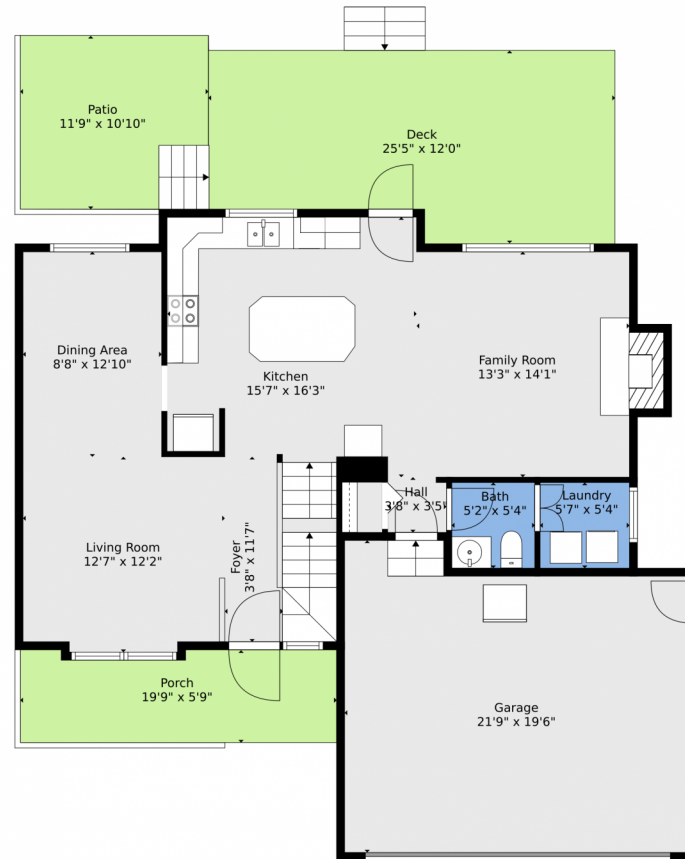 Patio
11'9" x 10'10"
Deck
25'5" x 12'0"
Dining Area
8'8" x 12'10"
Kitchen
15'7" x 16'3"
Family Room
13'3" x 14'1"
Hall
3'8" x 3'5"
Bath
5'2" x 5'4"
Laundry
5'7" x 5'4"
Living Room
12'7" x 12'2"
Foyer
3'8" x 11'7"
Porch
19'9" x 5'9"
Garage
21'9" x 19'6"